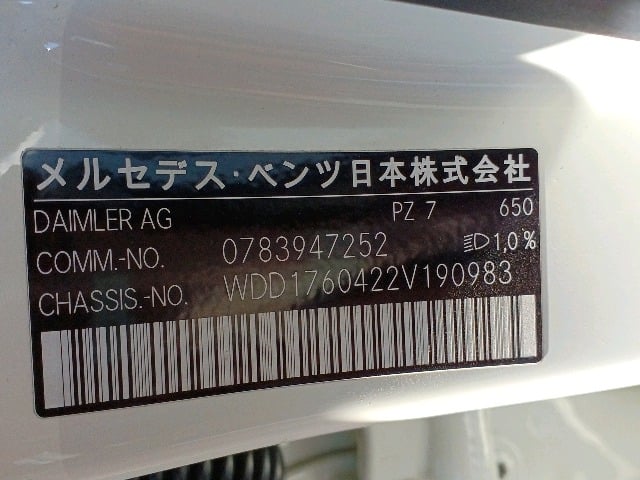 メルセデス・ベンツ日本株式会社
DAIMLER AG PZ 7 650
COMM.-NO. 0783947252 1,0%
CHASSIS.-NO. WDD1760422V190983